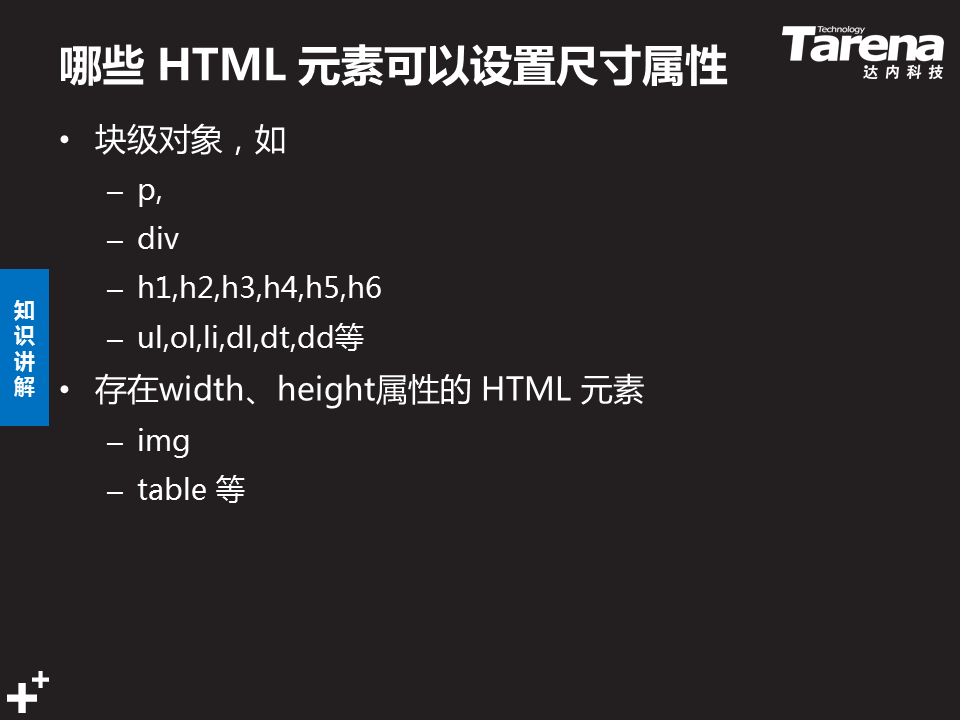 哪些 HTML 元素可以设置尺寸属性
Technology
Tarena
达内科技
• 块级对象，如
– p,
– div
– h1,h2,h3,h4,h5,h6
– ul,ol,li,dl,dt,dd等
知识讲解
• 存在width、height属性的 HTML 元素
– img
– table 等